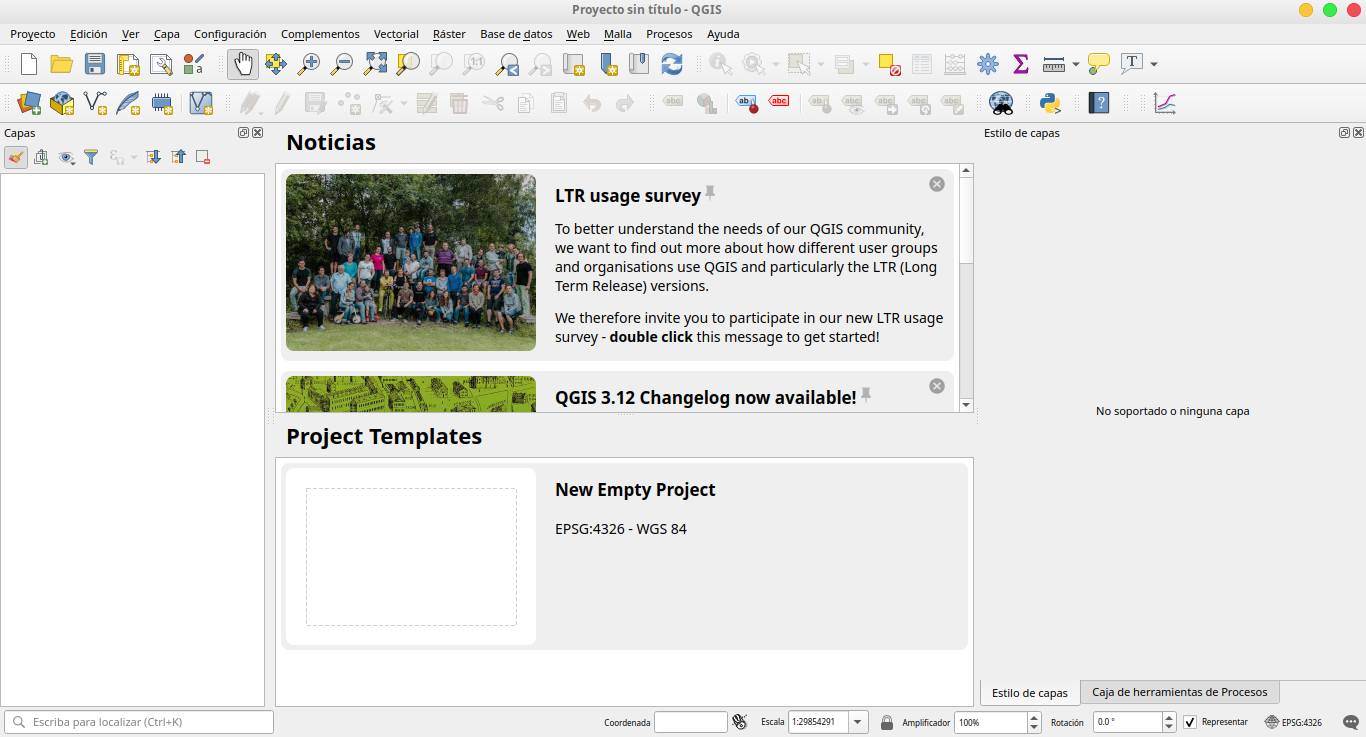 Proyecto sin título - QGIS
Proyecto Edición Ver Capa Configuración Complementos Vectorial Ráster Base de datos Web Malla Procesos Ayuda
Capas
Noticias
LTR usage survey
To better understand the needs of our QGIS community,
we want to find out more about how different user groups
and organisations use QGIS and particularly the LTR (Long
Term Release) versions.
We therefore invite you to participate in our new LTR usage
survey - double click this message to get started!
QGIS 3.12 Changelog now available!
Project Templates
New Empty Project
EPSG:4326 - WGS 84
Estilo de capas
No soportado o ninguna capa
Estilo de capas Caja de herramientas de Procesos
Escriba para localizar (Ctrl+K) Coordenada Escala 1:29854291 Amplificador 100% Rotación 0.0 ° Representar EPSG:4326